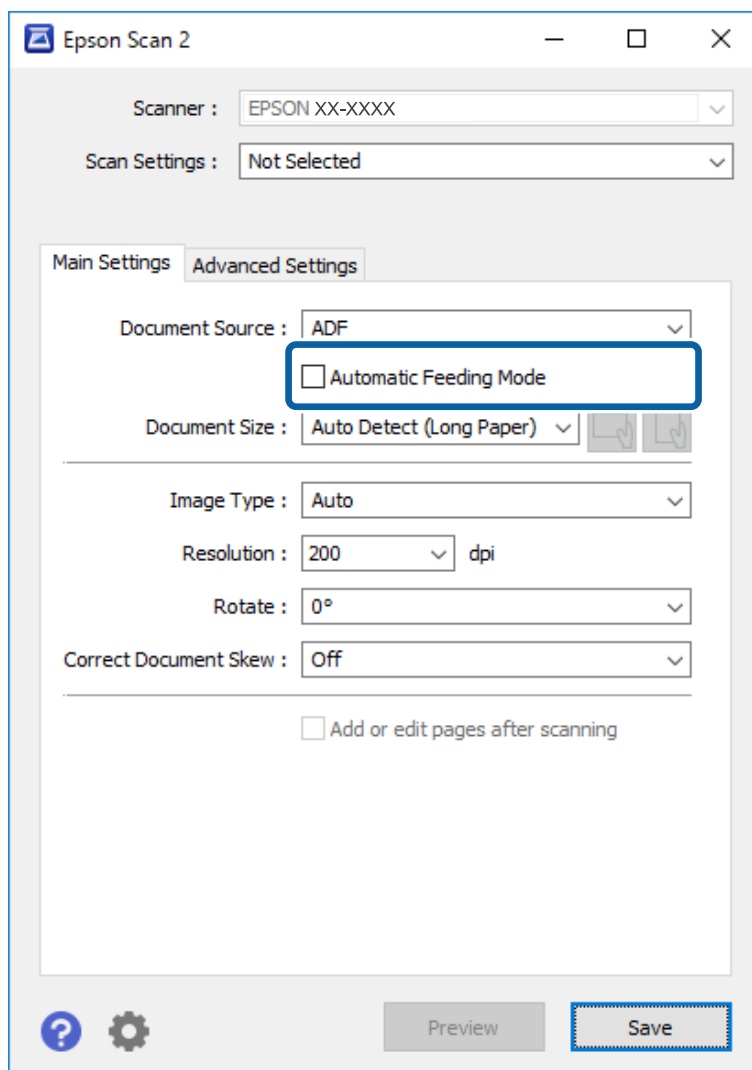 Epson Scan 2
Scanner : EPSON XX-XXXX
Scan Settings : Not Selected
Main Settings Advanced Settings
Document Source : ADF
Automatic Feeding Mode
Document Size : Auto Detect (Long Paper)
Image Type : Auto
Resolution : 200 dpi
Rotate : 0°
Correct Document Skew : Off
Add or edit pages after scanning
? Preview Save